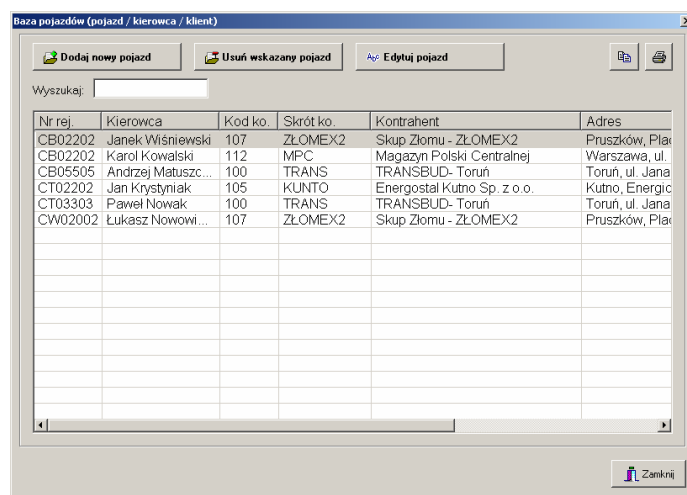 Baza pojazdów (pojazd / kierowca / klient)
Dodaj nowy pojazd Usuń wskazany pojazd Edytuj pojazd
Wyszukaj:
Nr rej. Kierowca Kod ko. Skrót ko. Kontrahent Adres
CB02202 Janek Wiśniewski 107 ZŁOMEX2 Skup Złomu - ZŁOMEX2 Pruszków, Plac
CB02202 Karol Kowalski 112 MPC Magazyn Polski Centralnej Warszawa, ul.
CB05505 Andrzej Matuszc... 100 TRANS TRANSBUD- Toruń Toruń, ul. Jana
CT02202 Jan Krystyniak 105 KUNTO Energostal Kutno Sp. z o.o. Kutno, Energic
CT03303 Paweł Nowak 100 TRANS TRANSBUD- Toruń Toruń, ul. Jana
CW02002 Łukasz Nowowi... 107 ZŁOMEX2 Skup Złomu - ZŁOMEX2 Pruszków, Plac
Zamknij